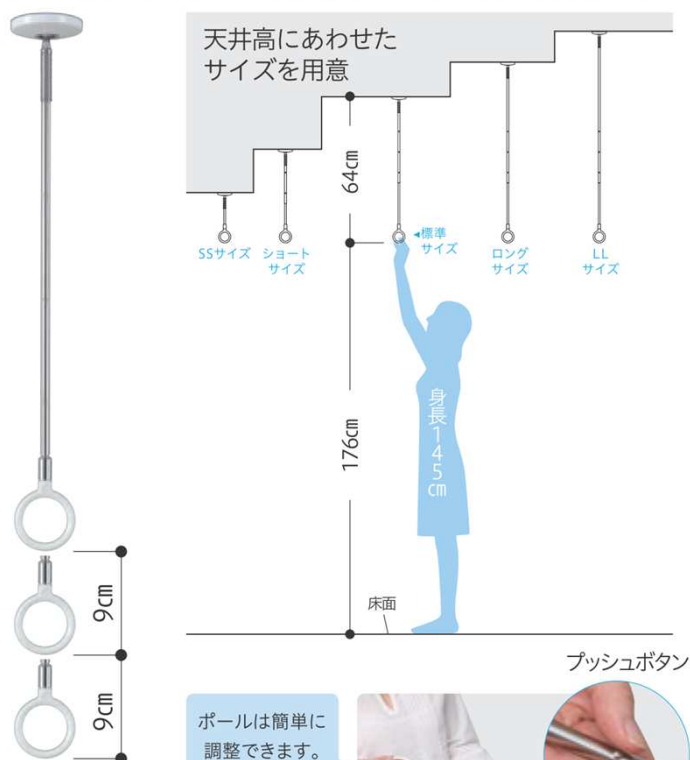 天井高にあわせた
サイズを用意
64㎝
SSサイズ
ショート
サイズ
◂標準
サイズ
ロング
サイズ
LL
サイズ
身長145㎝
176㎝
床面
9㎝
9㎝
プッシュボタン
ポールは簡単に
調整できます。